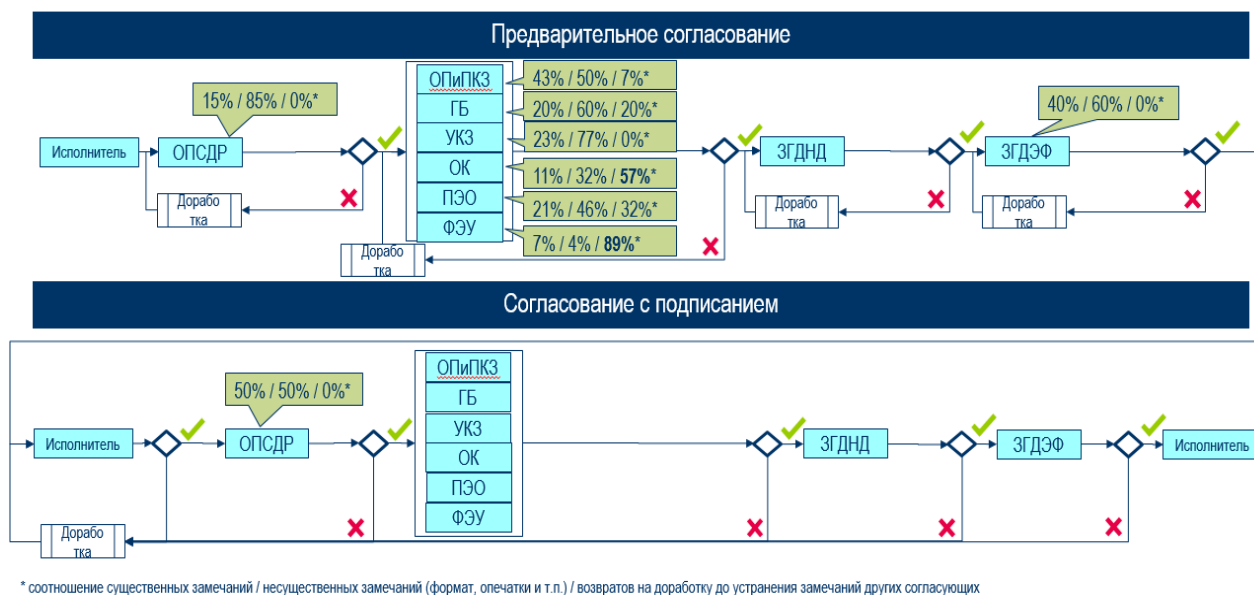 Предварительное согласование
15% / 85% / 0%*
ОПиПКЗ
43% / 50% / 7%*
ГБ
20% / 60% / 20%*
40% / 60% / 0%*
УКЗ
23% / 77% / 0%*
Исполнитель
ОПСДР
ОК
11% / 32% / 57%*
ЗГДНД
ЗГДЭФ
ПЭО
21% / 46% / 32%*
ФЭУ
7% / 4% / 89%*
Дорабо
тка
Дорабо
тка
Дорабо
тка
Дорабо
тка
Согласование с подписанием
50% / 50% / 0%*
ОПиПКЗ
ГБ
УКЗ
ОК
ПЭО
ФЭУ
Исполнитель
ОПСДР
ЗГДНД
ЗГДЭФ
Исполнитель
Дорабо
тка
* соотношение существенных замечаний / несущественных замечаний (формат, опечатки и т.п.) / возвратов на доработку до устранения замечаний других согласующих